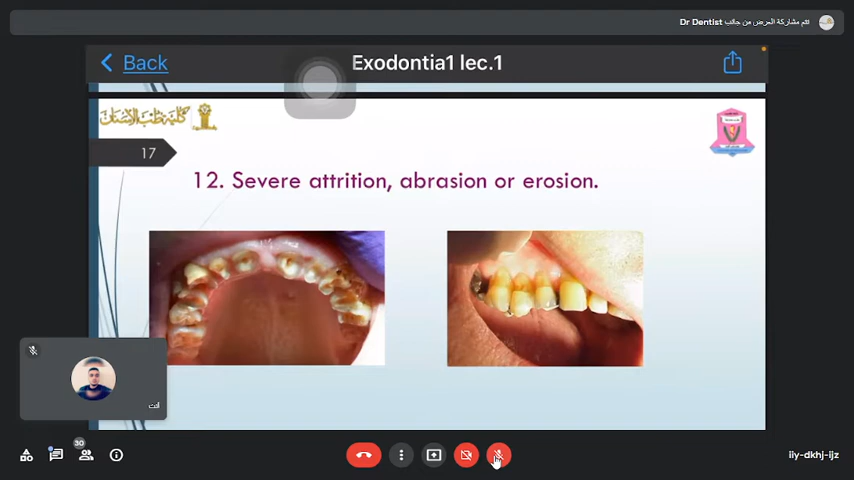 تتم مشاركة العرض من جانب Dr Dentist
Back
Exodontia1 lec.1
كلية طب الأسنان
17
12. Severe attrition, abrasion or erosion.
أنت
30
iiy-dkhj-ijz